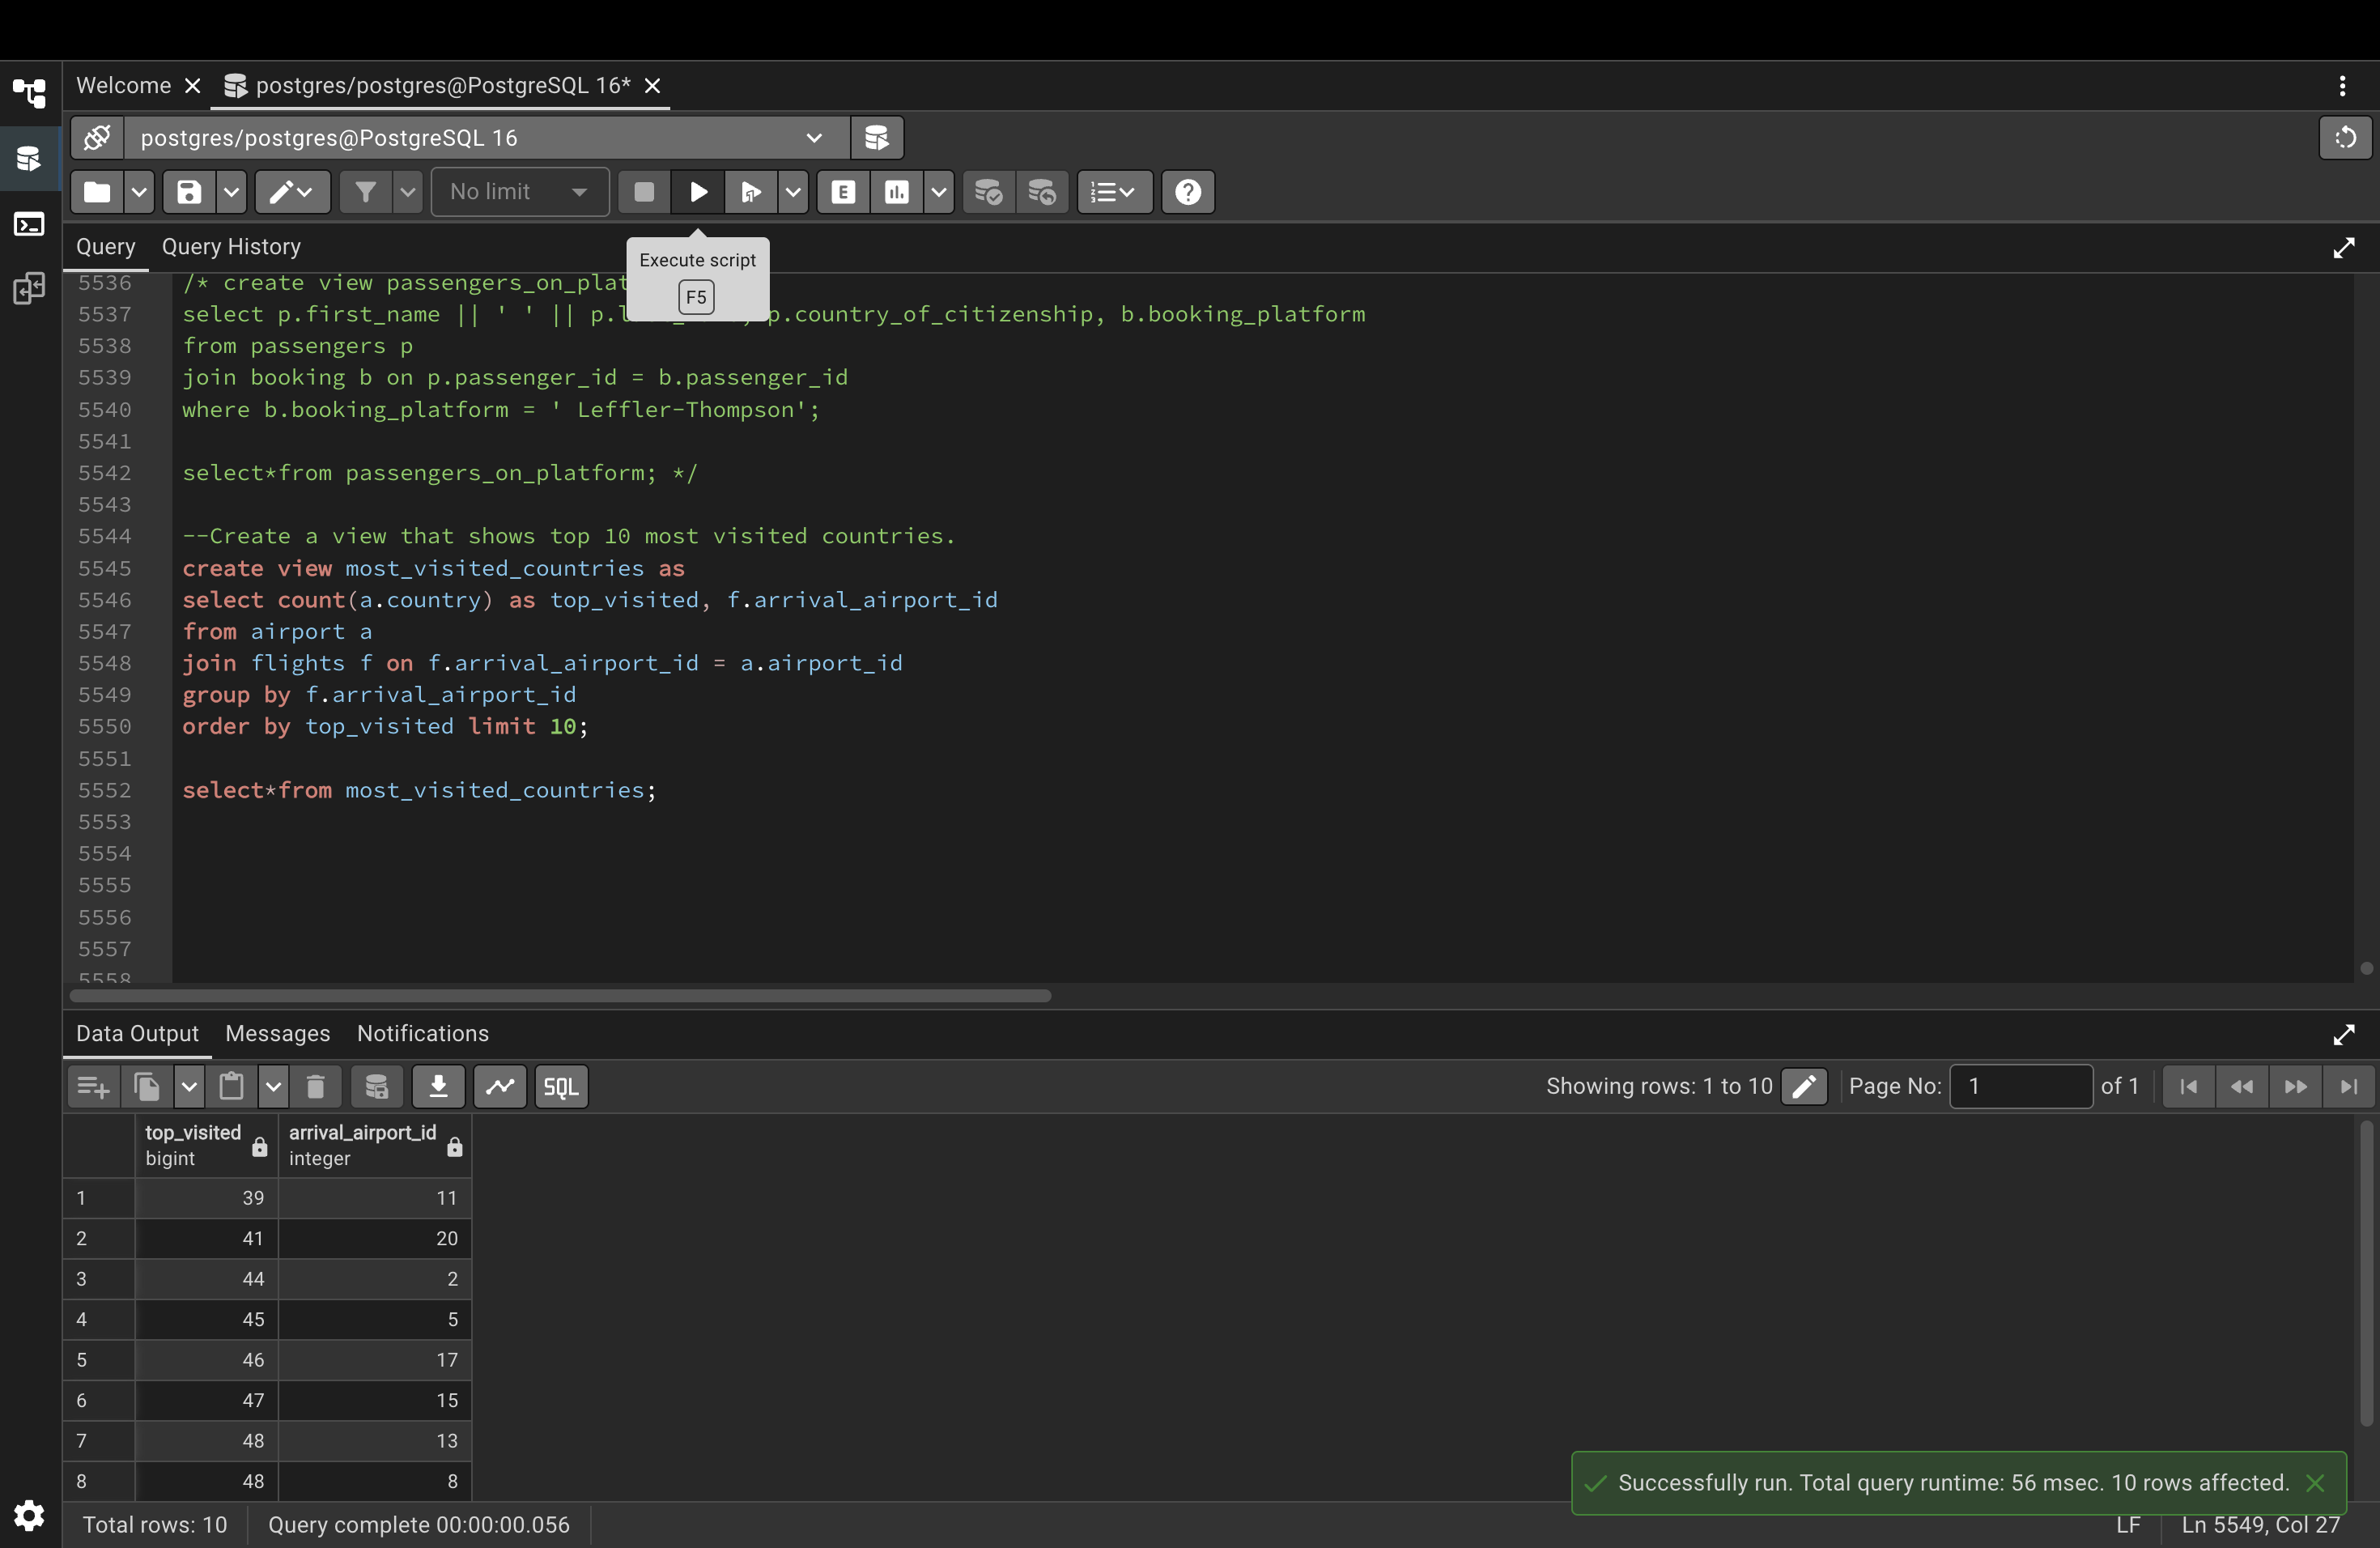 Welcome
postgres/postgres@PostgreSQL 16*
postgres/postgres@PostgreSQL 16
No limit
E
Query
Query History
Execute script
F5
5536 /* create view passengers_on_plat
5537 select p.first_name || ' ' || p.l p.country_of_citizenship, b.booking_platform
5538 from passengers p
5539 join booking b on p.passenger_id = b.passenger_id
5540 where b.booking_platform = ' Leffler-Thompson';
5541
5542 select*from passengers_on_platform; */
5543
5544 --Create a view that shows top 10 most visited countries.
5545 create view most_visited_countries as
5546 select count(a.country) as top_visited, f.arrival_airport_id
5547 from airport a
5548 join flights f on f.arrival_airport_id = a.airport_id
5549 group by f.arrival_airport_id
5550 order by top_visited limit 10;
5551
5552 select*from most_visited_countries;
5553
5554
5555
5556
5557
5558
Data Output
Messages
Notifications
SQL
Showing rows: 1 to 10
Page No: 1 of 1
top_visited bigint
arrival_airport_id integer
1 39 11
2 41 20
3 44 2
4 45 5
5 46 17
6 47 15
7 48 13
8 48 8
Successfully run. Total query runtime: 56 msec. 10 rows affected.
Total rows: 10
Query complete 00:00:00.056
LF
Ln 5549, Col 27